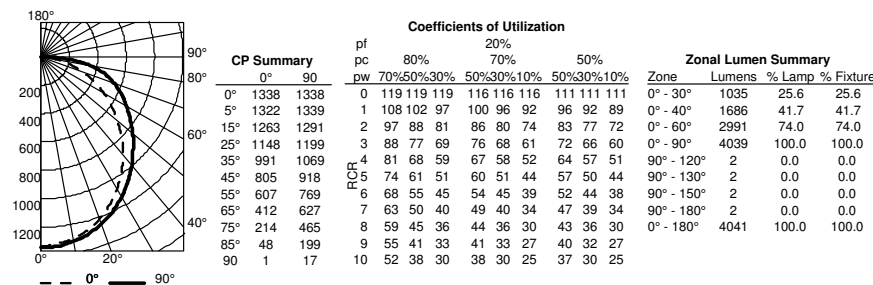 180°
90°
80°
60°
40°
200
400
600
800
1000
1200
0° 20°
0° 90°
CP Summary
0° 90
0° 1338 1338
5° 1322 1339
15° 1263 1291
25° 1148 1199
35° 991 1069
45° 805 918
55° 607 769
65° 412 627
75° 214 465
85° 48 199
90 1 17
Coefficients of Utilization
pf 20%
pc 80% 70% 50%
pw 70%50%30% 50%30%10% 50%30%10%
RCR
0 119 119 119 116 116 116 111 111 111
1 108 102 97 100 96 92 96 92 89
2 97 88 81 86 80 74 83 77 72
3 88 77 69 76 68 61 72 66 60
4 81 68 59 67 58 52 64 57 51
5 74 61 51 60 51 44 57 50 44
6 68 55 45 54 45 39 52 44 38
7 63 50 40 49 40 34 47 39 34
8 59 45 36 44 36 30 43 36 30
9 55 41 33 41 33 27 40 32 27
10 52 38 30 38 30 25 37 30 25
Zonal Lumen Summary
Zone Lumens % Lamp % Fixture
0° - 30° 1035 25.6 25.6
0° - 40° 1686 41.7 41.7
0° - 60° 2991 74.0 74.0
0° - 90° 4039 100.0 100.0
90° - 120° 2 0.0 0.0
90° - 130° 2 0.0 0.0
90° - 150° 2 0.0 0.0
90° - 180° 2 0.0 0.0
0° - 180° 4041 100.0 100.0